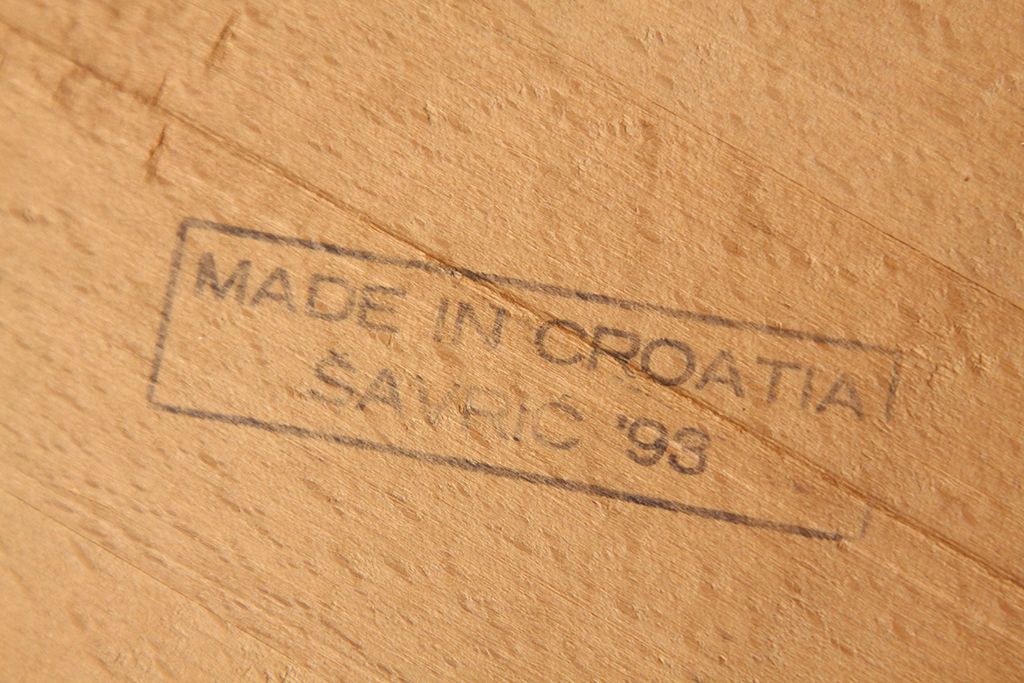 MADE IN CROATIA
ŠAVRIĆ '93